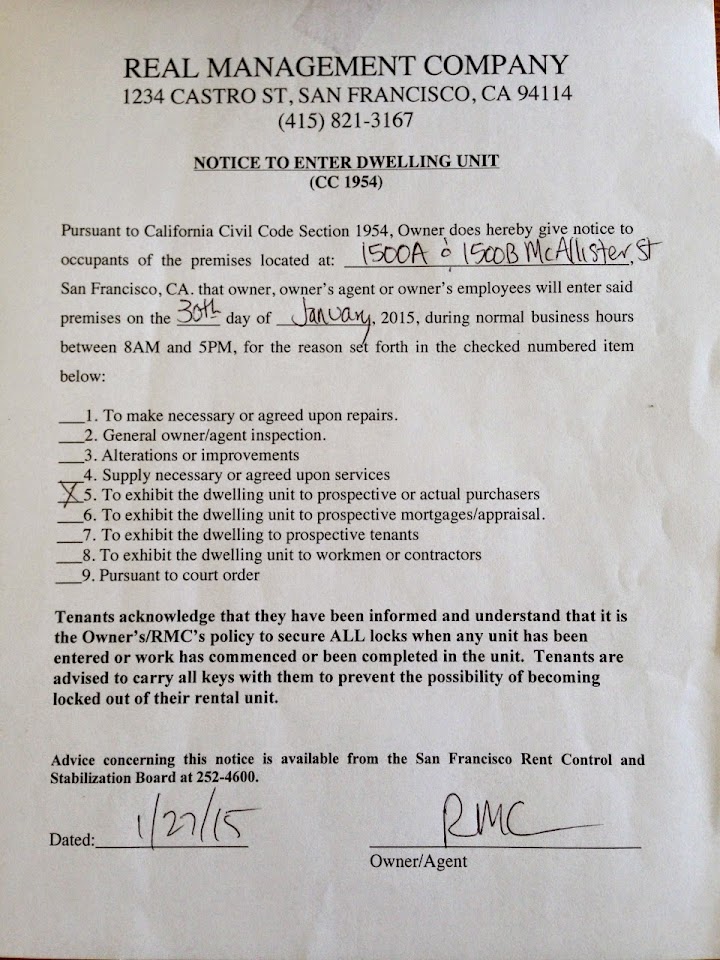 REAL MANAGEMENT COMPANY
1234 CASTRO ST, SAN FRANCISCO, CA 94114
(415) 821-3167
NOTICE TO ENTER DWELLING UNIT
(CC 1954)
Pursuant to California Civil Code Section 1954, Owner does hereby give notice to
occupants of the premises located at: 1500A & 1500B McAllister, St
San Francisco, CA. that owner, owner's agent or owner's employees will enter said
premises on the 30th day of January, 2015, during normal business hours
between 8AM and 5PM, for the reason set forth in the checked numbered item
below:
___1. To make necessary or agreed upon repairs.
___2. General owner/agent inspection.
___3. Alterations or improvements
___4. Supply necessary or agreed upon services
X 5. To exhibit the dwelling unit to prospective or actual purchasers
___6. To exhibit the dwelling unit to prospective mortgages/appraisal.
___7. To exhibit the dwelling to prospective tenants
___8. To exhibit the dwelling unit to workmen or contractors
___9. Pursuant to court order
Tenants acknowledge that they have been informed and understand that it is
the Owner's/RMC's policy to secure ALL locks when any unit has been
entered or work has commenced or been completed in the unit. Tenants are
advised to carry all keys with them to prevent the possibility of becoming
locked out of their rental unit.
Advice concerning this notice is available from the San Francisco Rent Control and
Stabilization Board at 252-4600.
Dated: 1/27/15 RMC
Owner/Agent